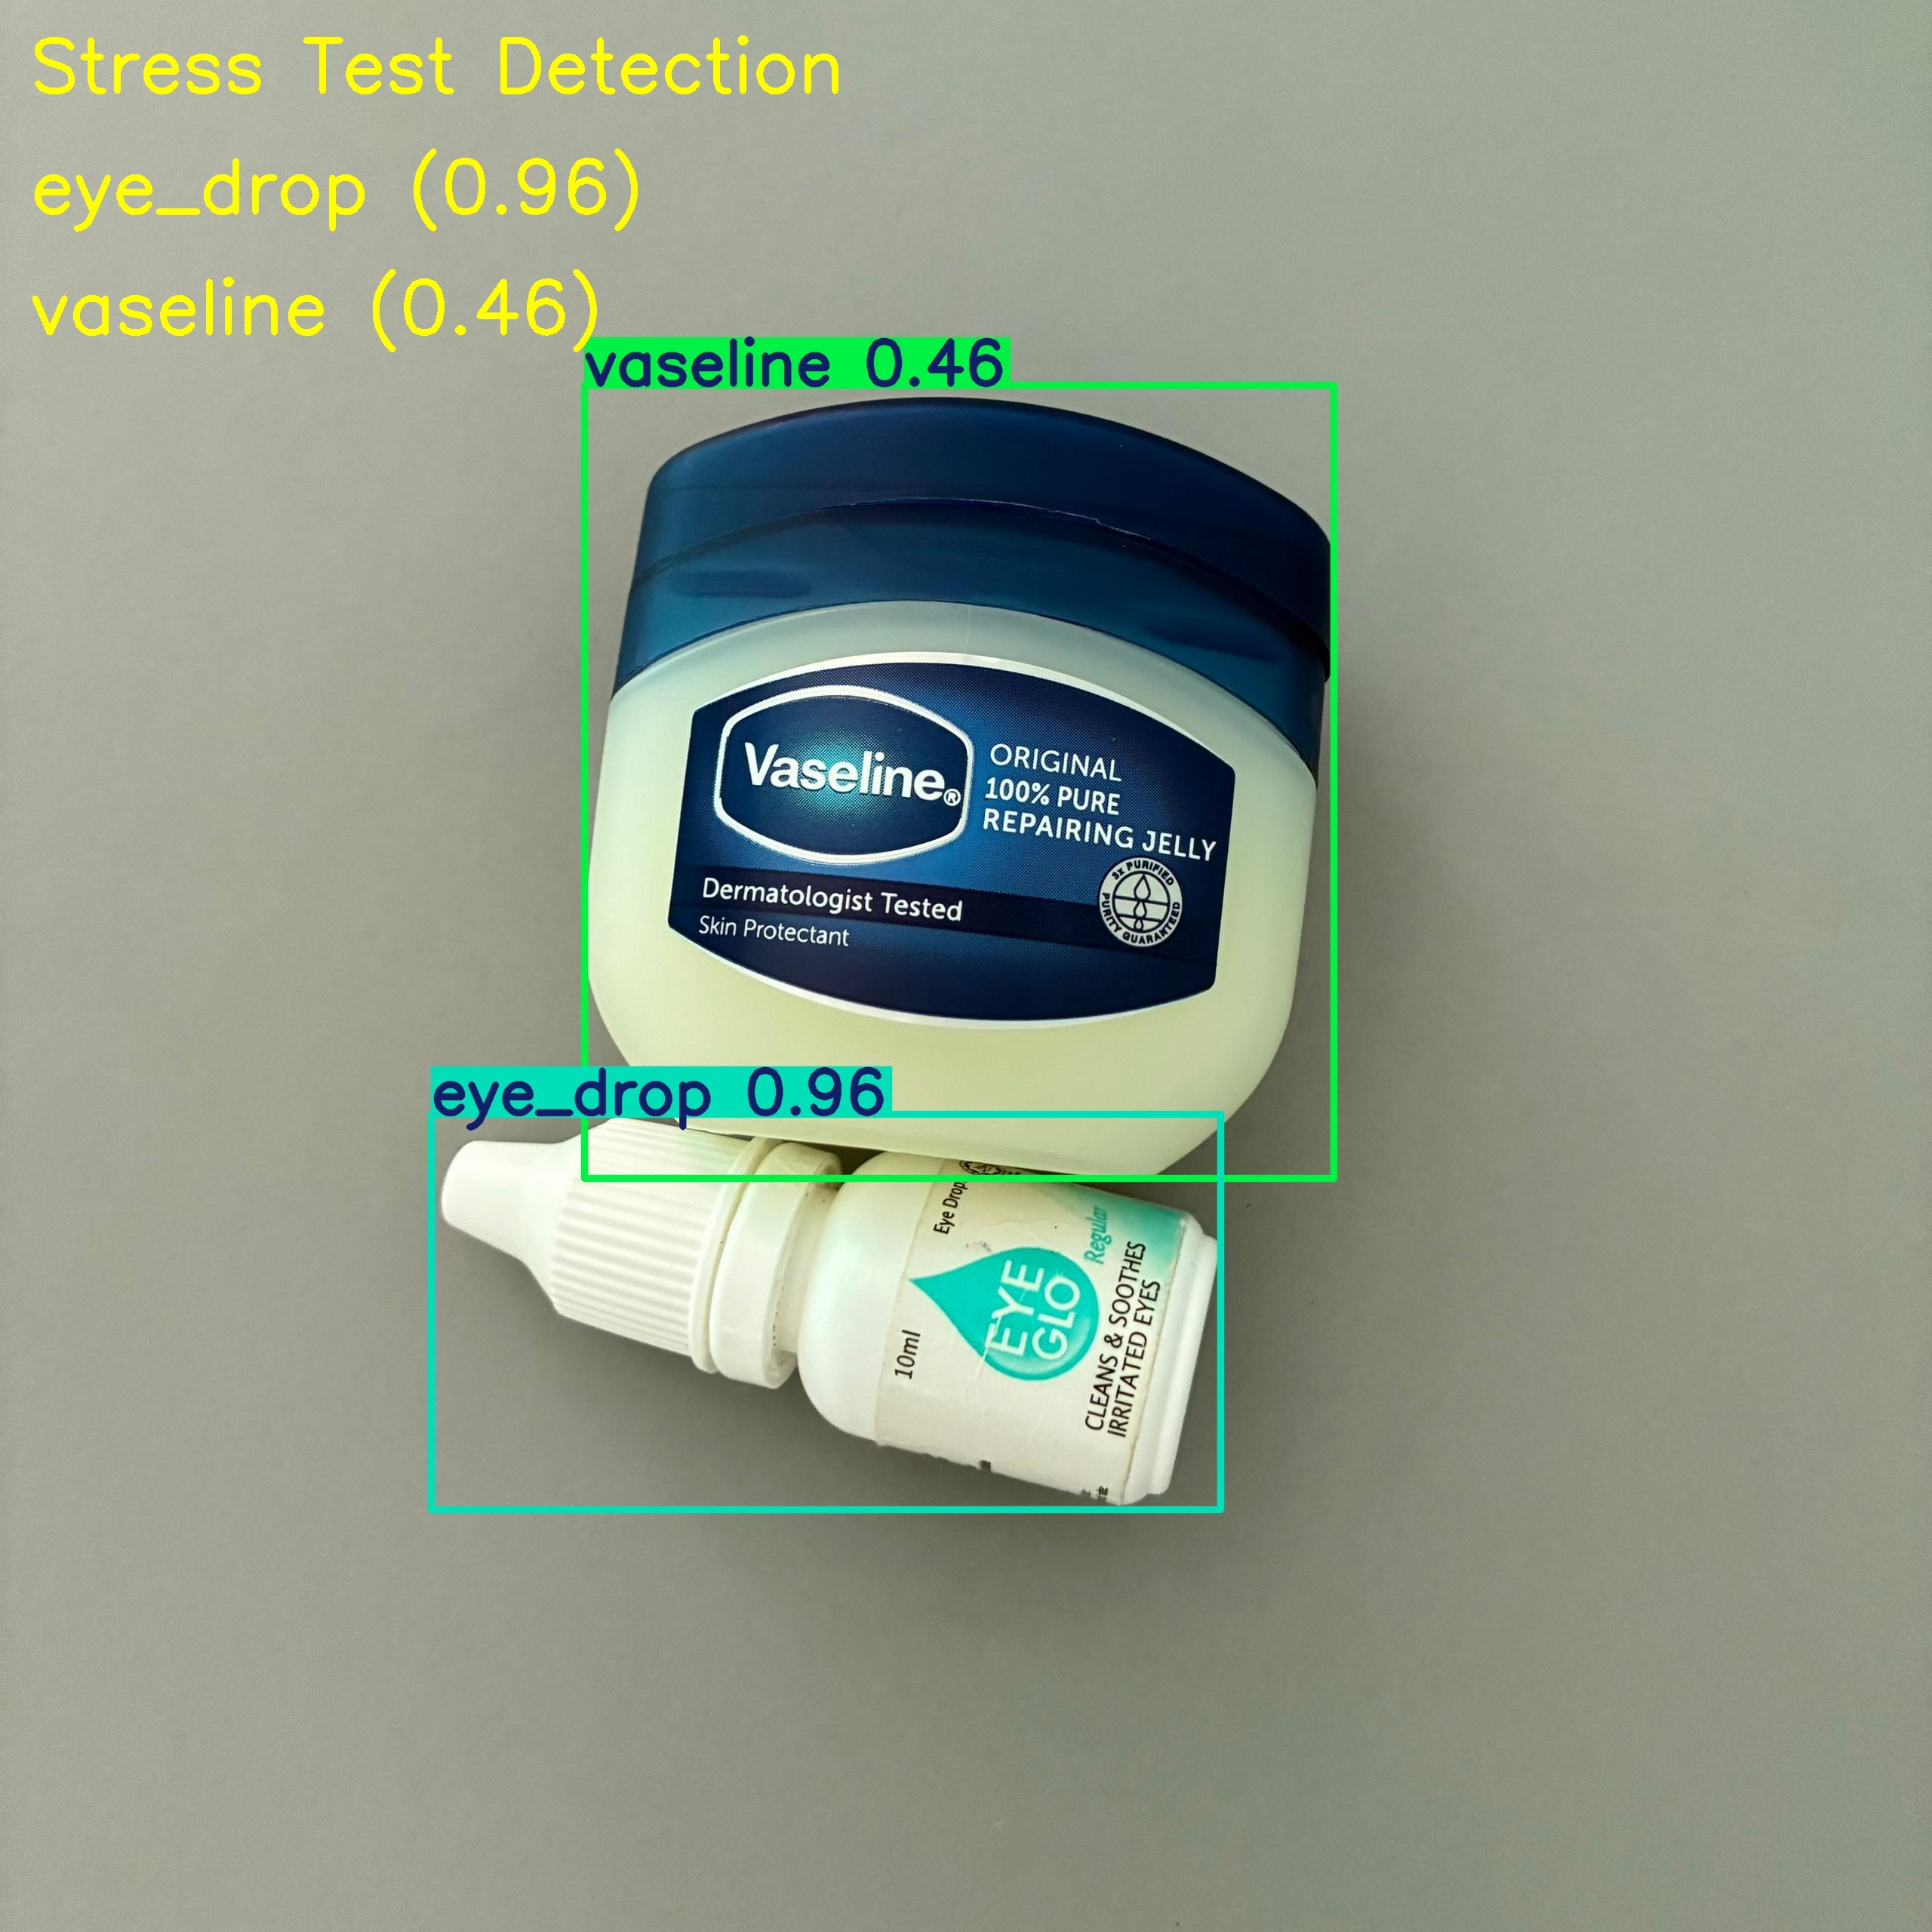 Stress Test Detection
eye_drop (0.96)
vaseline (0.46)
vaseline 0.46
Vaseline®
ORIGINAL
100% PURE
REPAIRING JELLY
3x PURIFIED
PURITY GUARANTEED
Dermatologist Tested
Skin Protectant
eye_drop 0.96
Eye Drop
Regular
EYE
GLO
10ml
CLEANS & SOOTHES
IRRITATED EYES